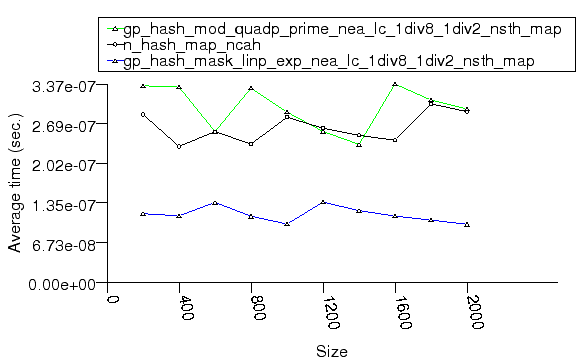 gp_hash_mod_quadp_prime_nea_lc_1div8_1div2_nsth_map
n_hash_map_ncah
gp_hash_mask_linp_exp_nea_lc_1div8_1div2_nsth_map
3.37e-07
2.69e-07
2.02e-07
1.35e-07
6.73e-08
0.00e+00
Average time (sec.)
0
400
800
1200
1600
2000
Size